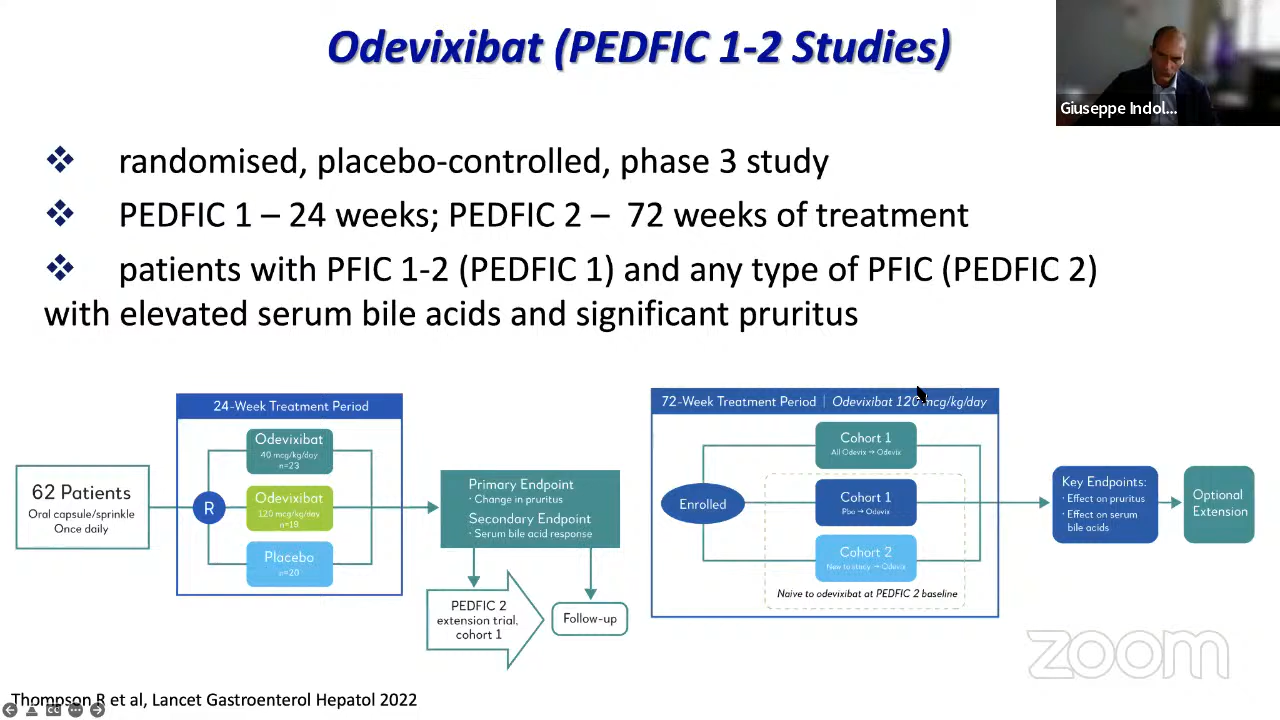 Odevixibat (PEDFIC 1-2 Studies)
Giuseppe Indol...
❖ randomised, placebo-controlled, phase 3 study
❖ PEDFIC 1 – 24 weeks; PEDFIC 2 – 72 weeks of treatment
❖ patients with PFIC 1-2 (PEDFIC 1) and any type of PFIC (PEDFIC 2)
with elevated serum bile acids and significant pruritus
62 Patients
Oral capsule/sprinkle
Once daily
24-Week Treatment Period
R
Odevixibat
40 mcg/kg/day
n=23
Odevixibat
120 mcg/kg/day
n=19
Placebo
n=20
Primary Endpoint
· Change in pruritus
Secondary Endpoint
· Serum bile acid response
PEDFIC 2
extension trial,
cohort 1
Follow-up
72-Week Treatment Period | Odevixibat 120 mcg/kg/day
Enrolled
Cohort 1
All Odevix → Odevix
Cohort 1
Pbo → Odevix
Cohort 2
New to study → Odevix
Naive to odevixibat at PEDFIC 2 baseline
Key Endpoints:
· Effect on pruritus
· Effect on serum
bile acids
Optional
Extension
zoom
Thompson R et al, Lancet Gastroenterol Hepatol 2022
CC